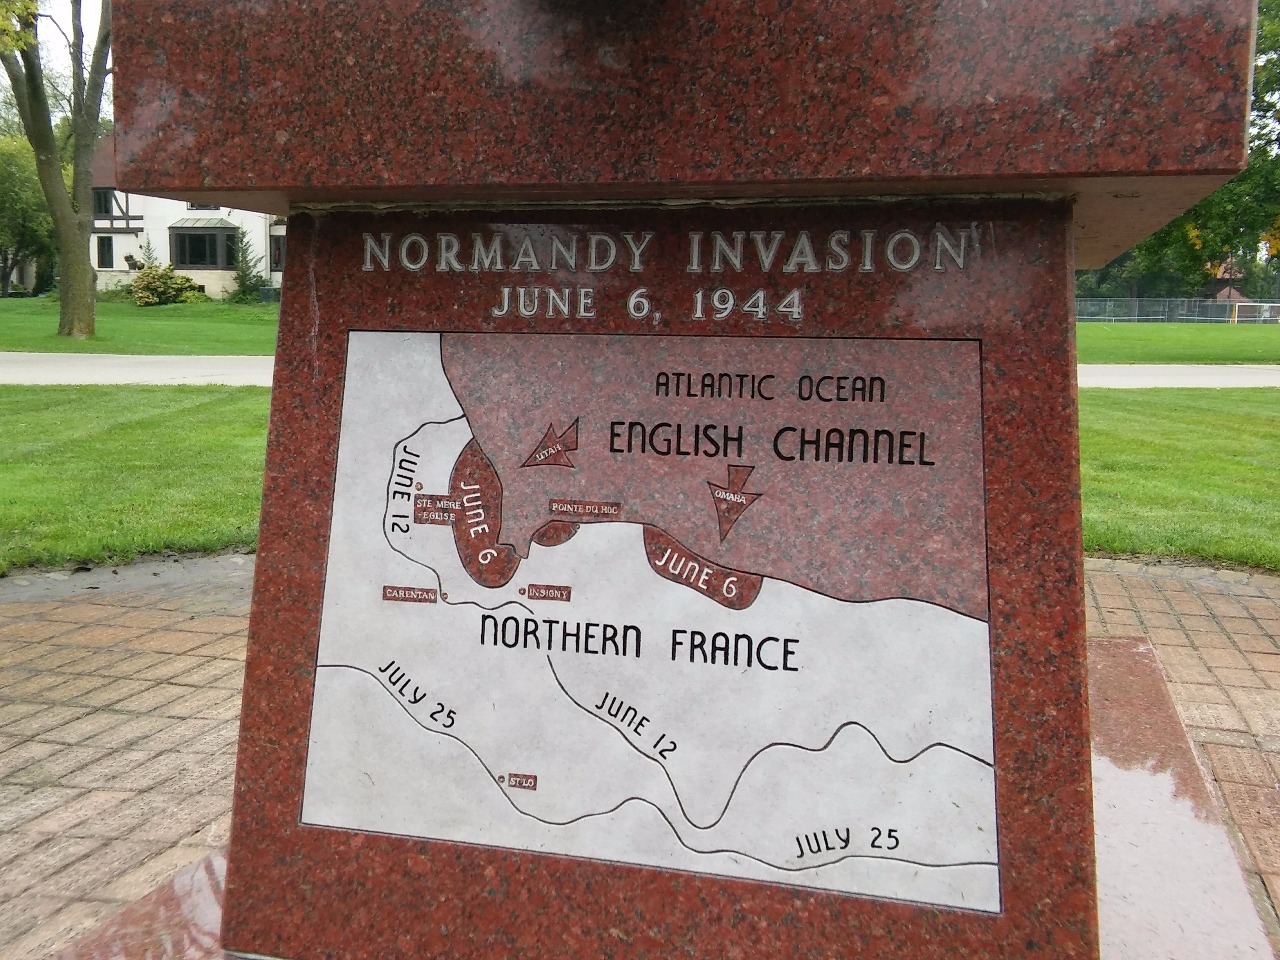 NORMANDY INVASION
JUNE 6, 1944
ATLANTIC OCEAN
ENGLISH CHANNEL
UTAH
OMAHA
JUNE 12
STE MERE
-EGLISE
JUNE 6
POINTE DU HOC
JUNE 6
CARENTAN
INSIGNY
NORTHERN FRANCE
JULY 25
JUNE 12
ST LO
JULY 25